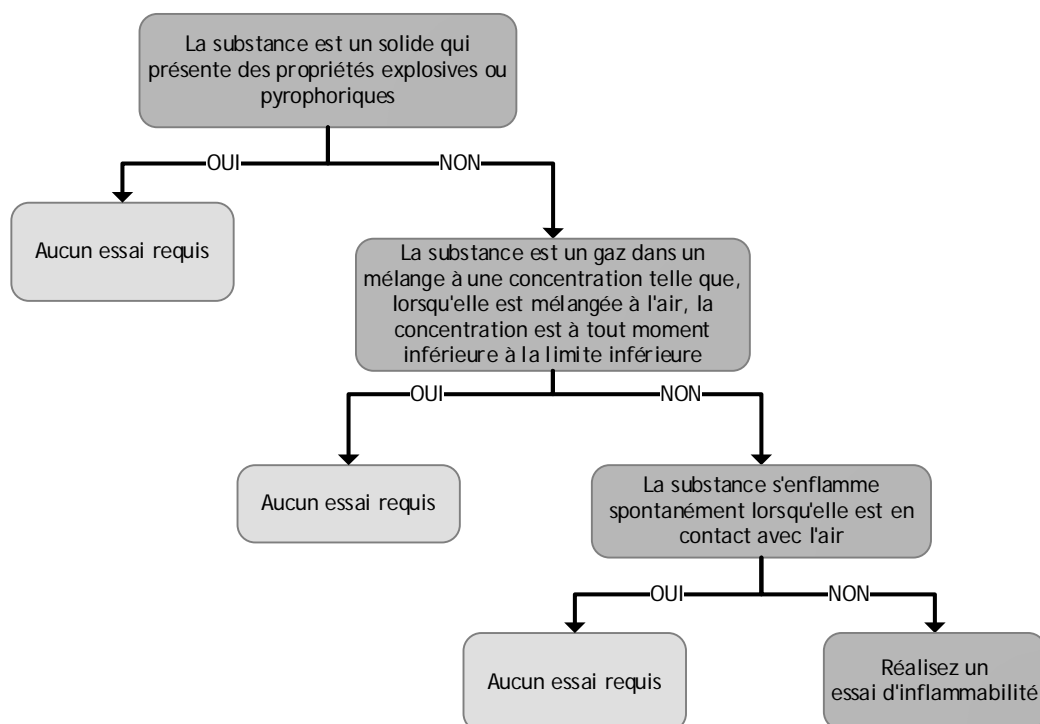 La substance est un solide qui
présente des propriétés explosives ou
pyrophoriques
OUI
NON
Aucun essai requis
La substance est un gaz dans un
mélange à une concentration telle que,
lorsqu'elle est mélangée à l'air, la
concentration est à tout moment
inférieure à la limite inférieure
OUI
NON
Aucun essai requis
La substance s'enflamme
spontanément lorsqu'elle est en
contact avec l'air
OUI
NON
Aucun essai requis
Réalisez un
essai d'inflammabilité